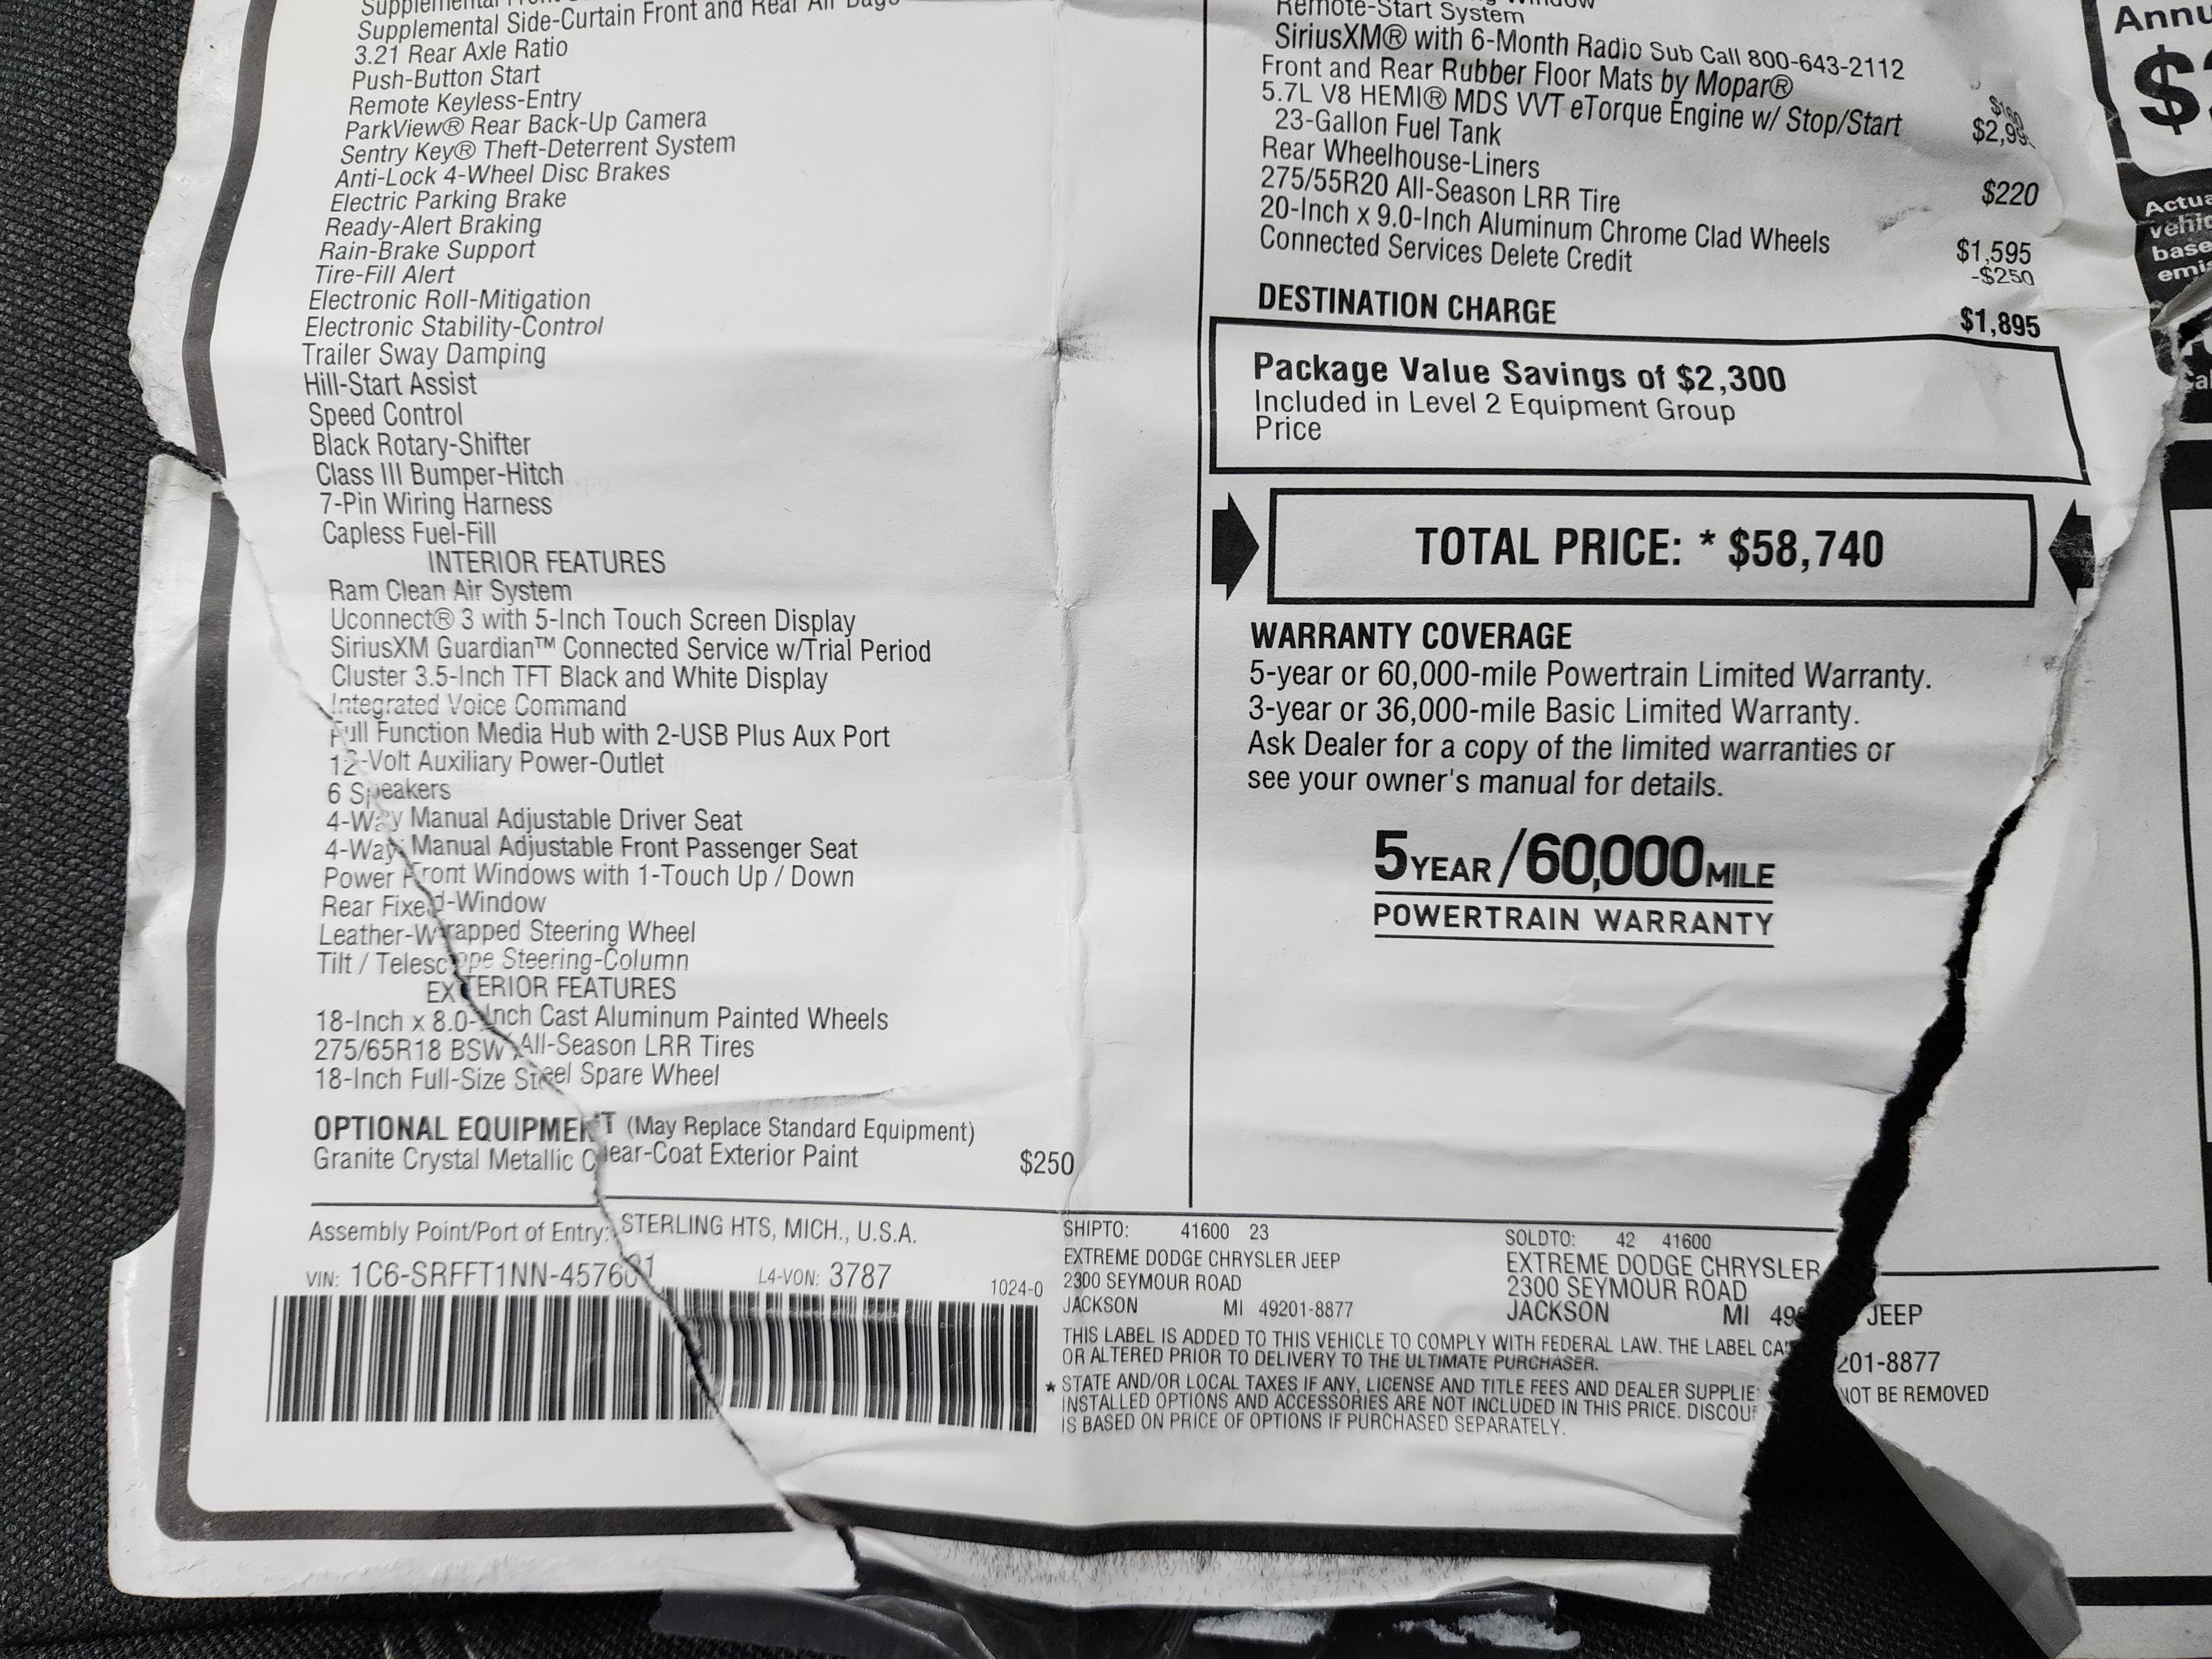 Supplemental
Supplemental Side-Curtain Front and Rear Air Bags
3.21 Rear Axle Ratio
Push-Button Start
Remote Keyless-Entry
ParkView® Rear Back-Up Camera
Sentry Key® Theft-Deterrent System
Anti-Lock 4-Wheel Disc Brakes
Electric Parking Brake
Ready-Alert Braking
Rain-Brake Support
Tire-Fill Alert
Electronic Roll-Mitigation
Electronic Stability-Control
Trailer Sway Damping
Hill-Start Assist
Speed Control
Black Rotary-Shifter
Class III Bumper-Hitch
7-Pin Wiring Harness
Capless Fuel-Fill
INTERIOR FEATURES
Ram Clean Air System
Uconnect® 3 with 5-Inch Touch Screen Display
SiriusXM Guardian™ Connected Service w/Trial Period
Cluster 3.5-Inch TFT Black and White Display
Integrated Voice Command
Full Function Media Hub with 2-USB Plus Aux Port
12-Volt Auxiliary Power-Outlet
6 Speakers
4-Way Manual Adjustable Driver Seat
4-Way Manual Adjustable Front Passenger Seat
Power Front Windows with 1-Touch Up / Down
Rear Fixed-Window
Leather-Wrapped Steering Wheel
Tilt / Telescope Steering-Column
EXTERIOR FEATURES
18-Inch x 8.0-Inch Cast Aluminum Painted Wheels
275/65R18 BSW All-Season LRR Tires
18-Inch Full-Size Steel Spare Wheel
OPTIONAL EQUIPMENT (May Replace Standard Equipment)
Granite Crystal Metallic Clear-Coat Exterior Paint $250
Remote-Start System
SiriusXM® with 6-Month Radio Sub Call 800-643-2112
Front and Rear Rubber Floor Mats by Mopar®
5.7L V8 HEMI® MDS VVT eTorque Engine w/ Stop/Start
23-Gallon Fuel Tank
Rear Wheelhouse-Liners $220
275/55R20 All-Season LRR Tire
20-Inch x 9.0-Inch Aluminum Chrome Clad Wheels $1,595
Connected Services Delete Credit -$250
DESTINATION CHARGE $1,895
Package Value Savings of $2,300
Included in Level 2 Equipment Group
Price
TOTAL PRICE: * $58,740
WARRANTY COVERAGE
5-year or 60,000-mile Powertrain Limited Warranty.
3-year or 36,000-mile Basic Limited Warranty.
Ask Dealer for a copy of the limited warranties or
see your owner's manual for details.
5 YEAR / 60,000 MILE
POWERTRAIN WARRANTY
Assembly Point/Port of Entry: STERLING HTS, MICH., U.S.A.
VIN: 1C6-SRFFT1NN-457601 L4-VON: 3787
1024-0
SHIPTO: 41600 23
EXTREME DODGE CHRYSLER JEEP
2300 SEYMOUR ROAD
JACKSON MI 49201-8877
SOLDTO: 42 41600
EXTREME DODGE CHRYSLER JEEP
2300 SEYMOUR ROAD
JACKSON MI 49201-8877
THIS LABEL IS ADDED TO THIS VEHICLE TO COMPLY WITH FEDERAL LAW. THE LABEL CANNOT BE REMOVED
OR ALTERED PRIOR TO DELIVERY TO THE ULTIMATE PURCHASER.
* STATE AND/OR LOCAL TAXES IF ANY, LICENSE AND TITLE FEES AND DEALER SUPPLIE
INSTALLED OPTIONS AND ACCESSORIES ARE NOT INCLUDED IN THIS PRICE. DISCOU
IS BASED ON PRICE OF OPTIONS IF PURCHASED SEPARATELY.
Annu
Actua
vehic
base
emis